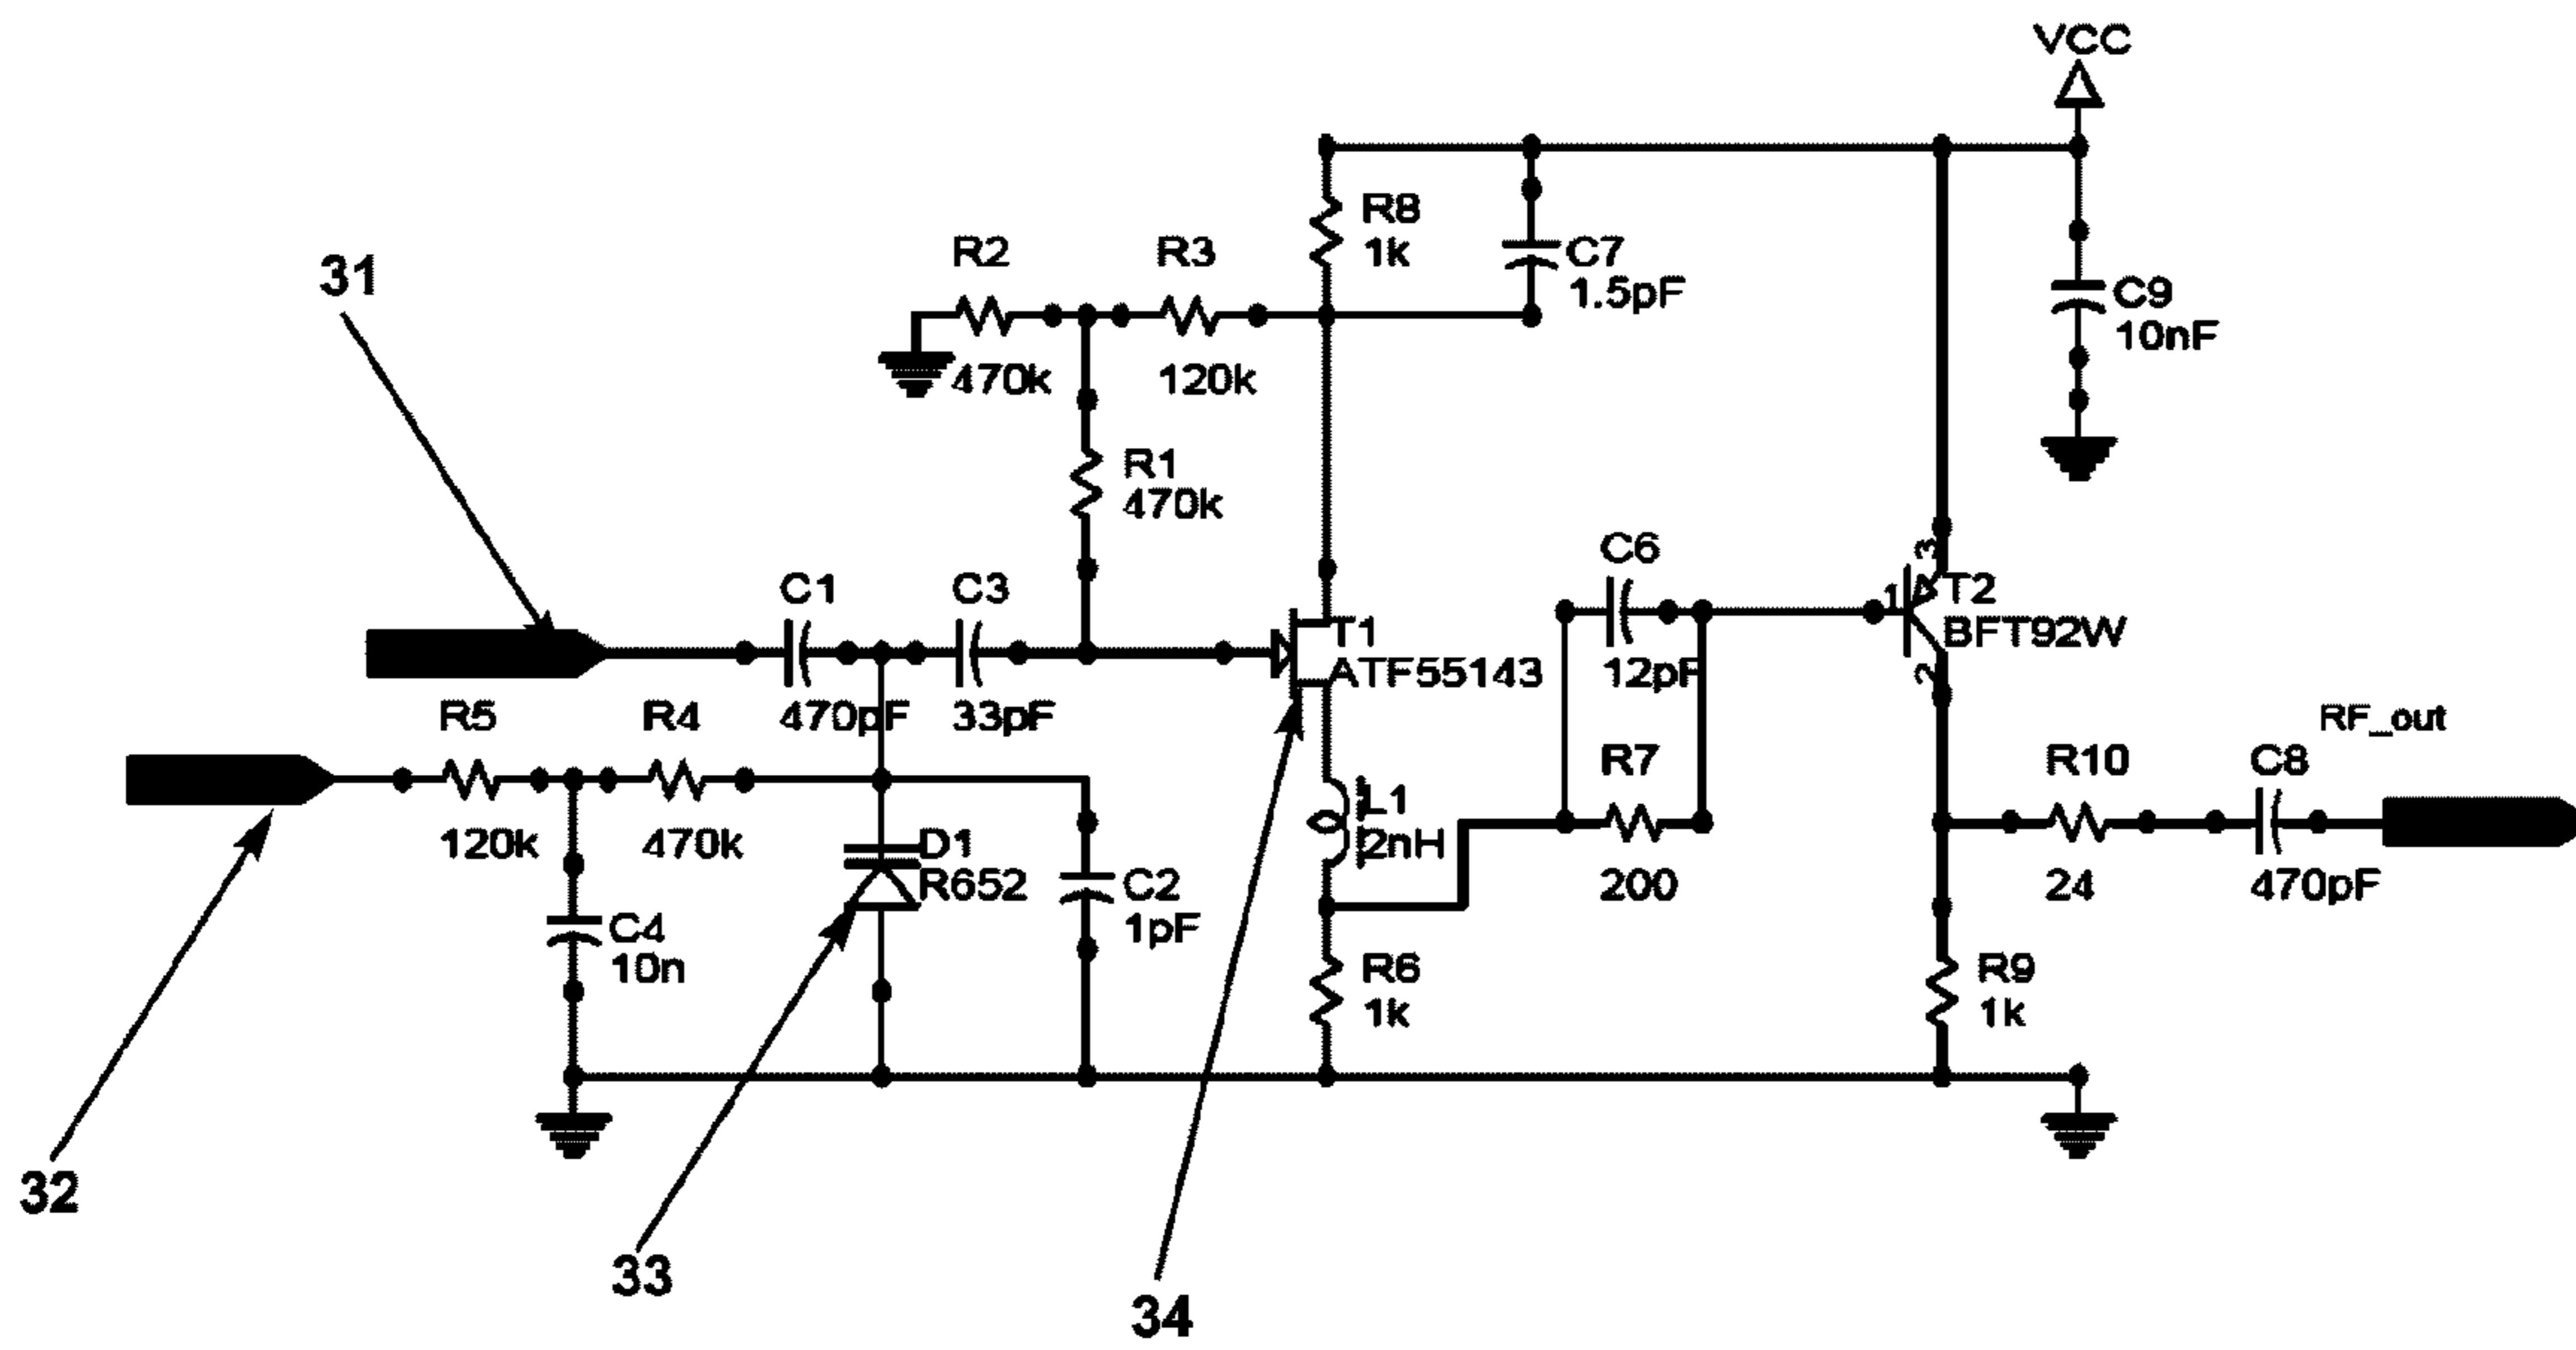 VCC
R8
1k
C7
1.5pF
R2
470k
R3
120k
C9
10nF
31
R1
470k
C1
470pF
C3
33pF
T1
ATF55143
C6
12pF
1
3
2
T2
BFT92W
RF_out
R5
120k
R4
470k
L1
2nH
R7
200
R10
24
C8
470pF
D1
R652
C4
10n
C2
1pF
R6
1k
R9
1k
32
33
34